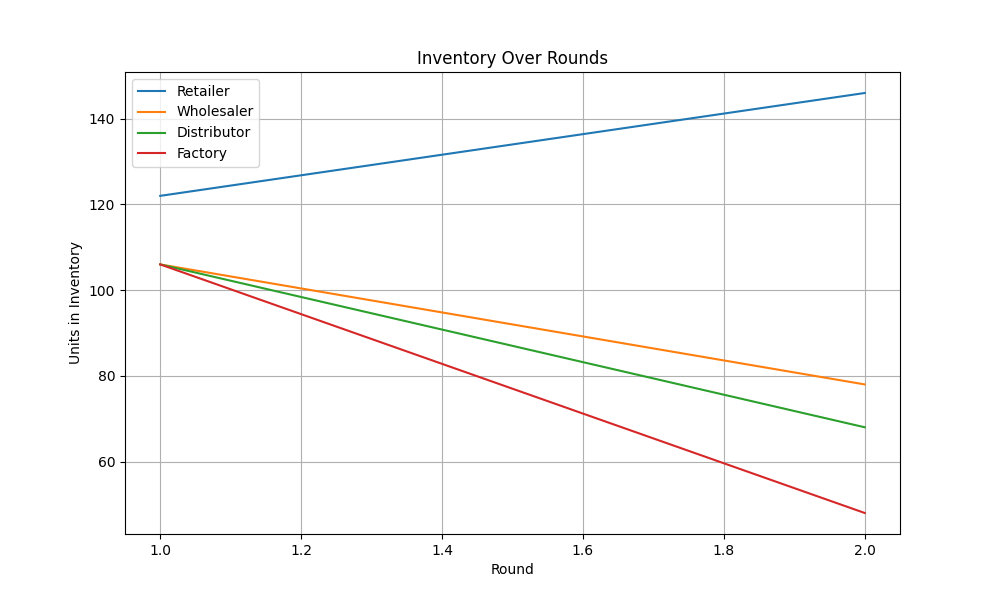 Inventory Over Rounds
Retailer
Wholesaler
Distributor
Factory
140
120
100
80
60
Units in Inventory
1.0 1.2 1.4 1.6 1.8 2.0
Round